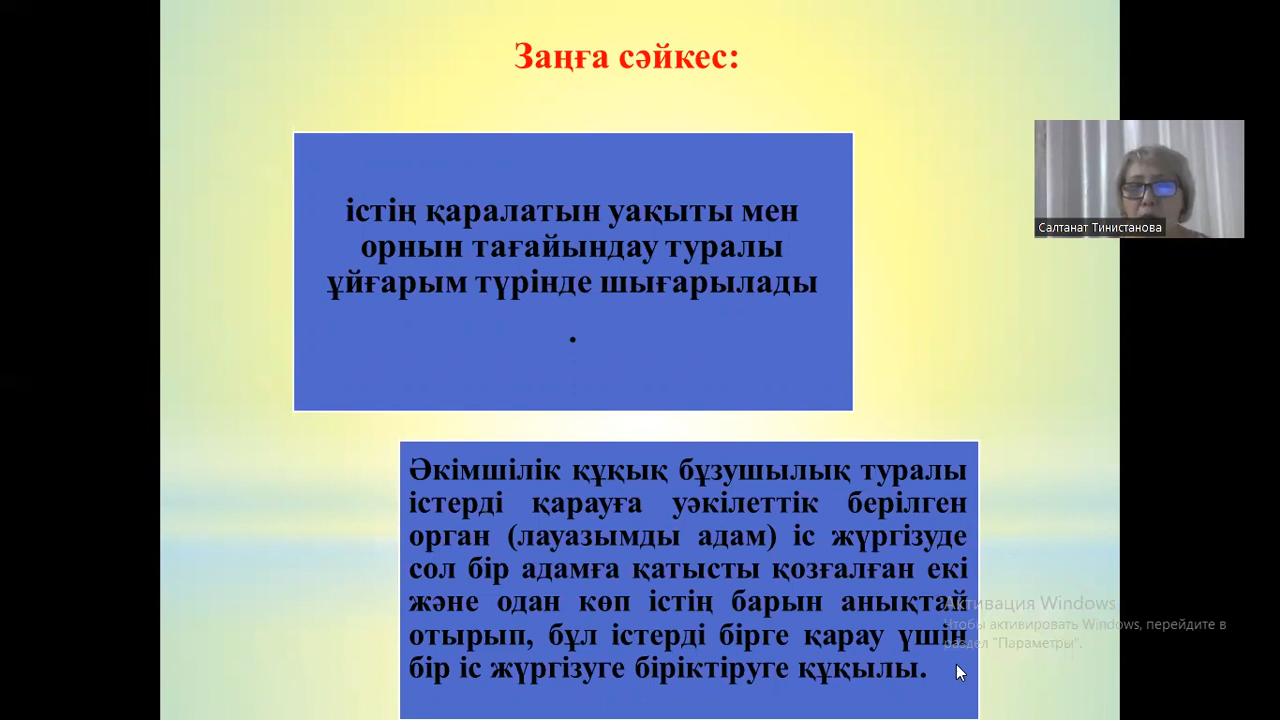 Заңға сәйкес:
істің қаралатын уақыты мен
орнын тағайындау туралы
ұйғарым түрінде шығарылады
.
Салтанат Тинистанова
Әкімшілік құқық бұзушылық туралы
істерді қарауға уәкілеттік берілген
орган (лауазымды адам) іс жүргізуде
сол бір адамға қатысты қозғалған екі
және одан көп істің барын анықтай
отырып, бұл істерді бірге қарау үшін
бір іс жүргізуге біріктіруге құқылы.
Активация Windows
Чтобы активировать Windows, перейдите в
раздел "Параметры".